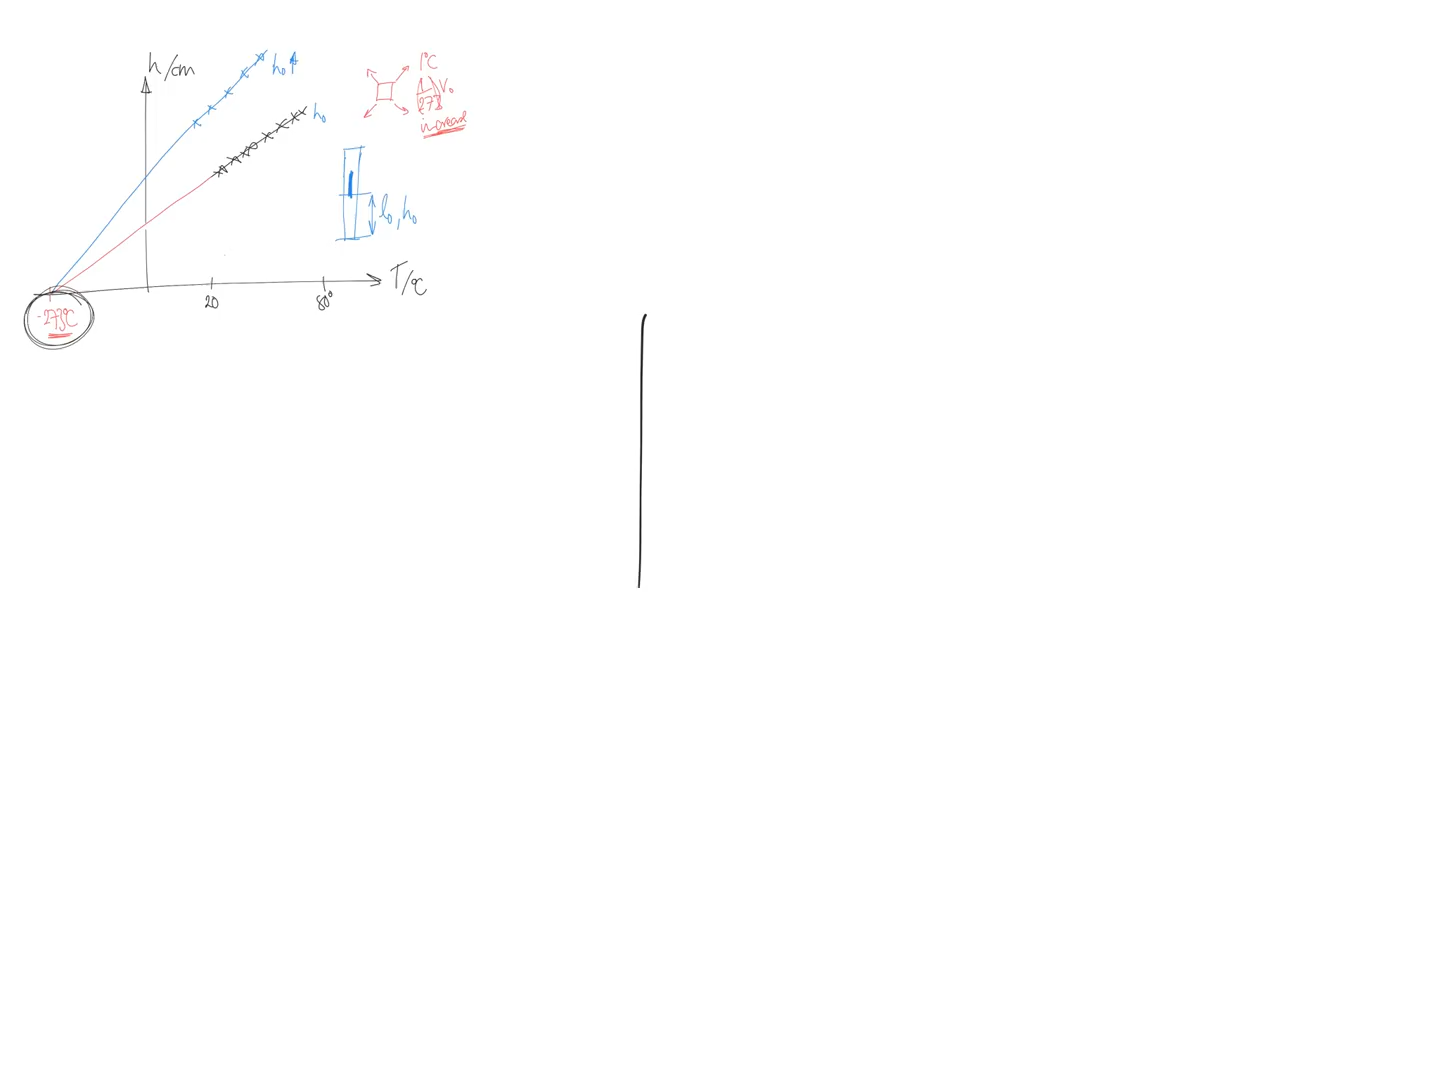 h/cm
h₀↑
h₀
1°C
(1/273)V₀
increase
l₀, h₀
T/°C
20
80°
-273°C